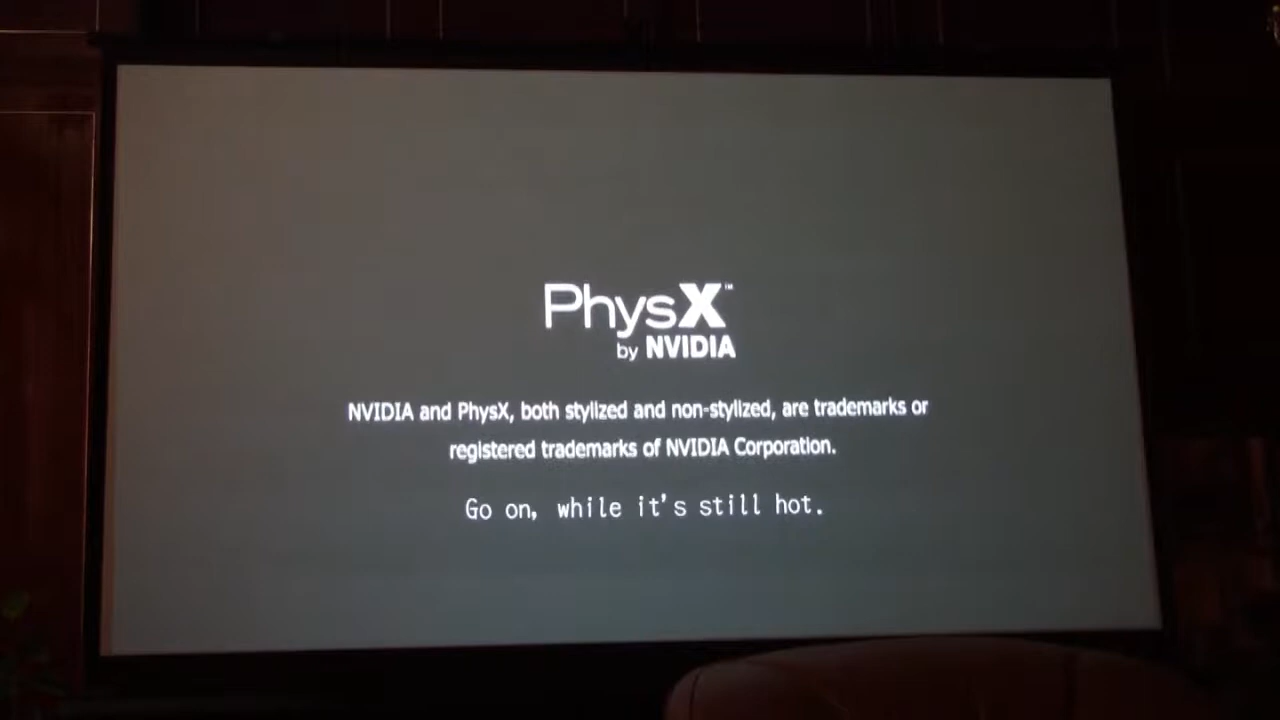 PhysX™
by NVIDIA
NVIDIA and PhysX, both stylized and non-stylized, are trademarks or
registered trademarks of NVIDIA Corporation.
Go on, while it's still hot.